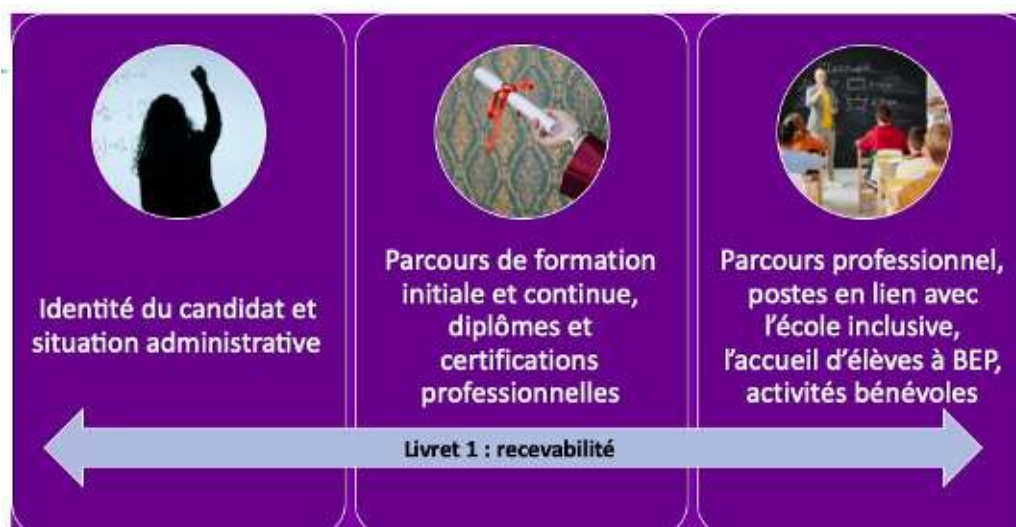 Identité du candidat et
situation administrative
Parcours de formation
initiale et continue,
diplômes et
certifications
professionnelles
Parcours professionnel,
postes en lien avec
l'école inclusive,
l'accueil d'élèves à BEP,
activités bénévoles
Livret 1 : recevabilité